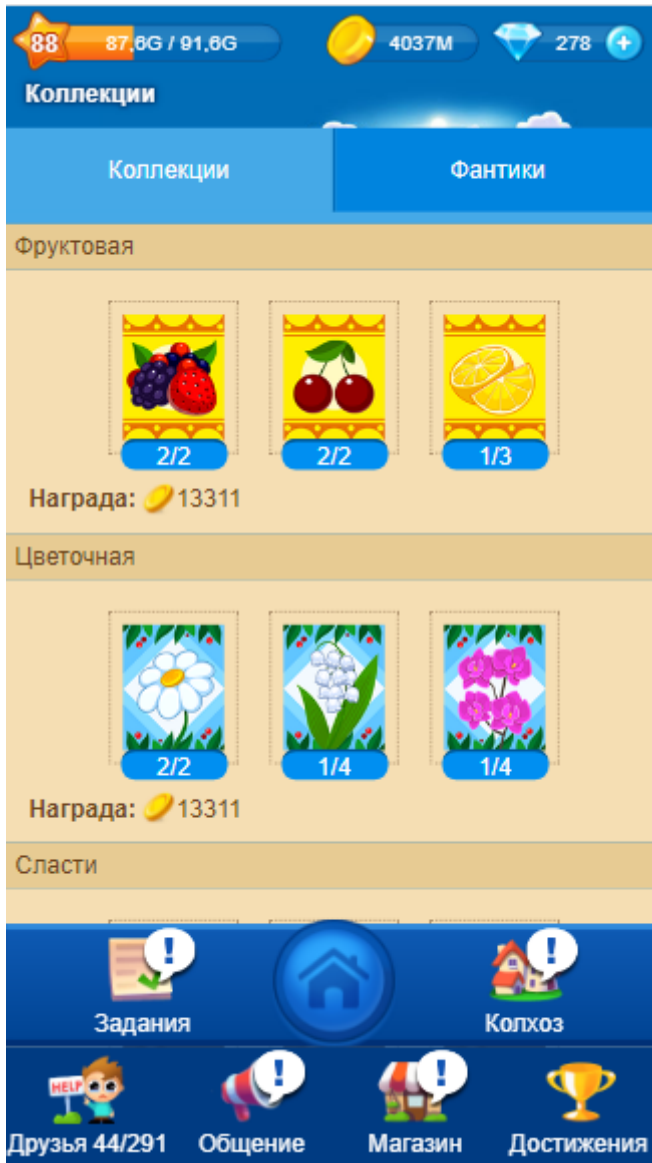 88 87,6G / 91,6G 4037M 278 +
Коллекции
Коллекции Фантики
Фруктовая
2/2 2/2 1/3
Награда: 13311
Цветочная
2/2 1/4 1/4
Награда: 13311
Сласти
! !
Задания Колхоз
HELP ! !
Друзья 44/291 Общение Магазин Достижения